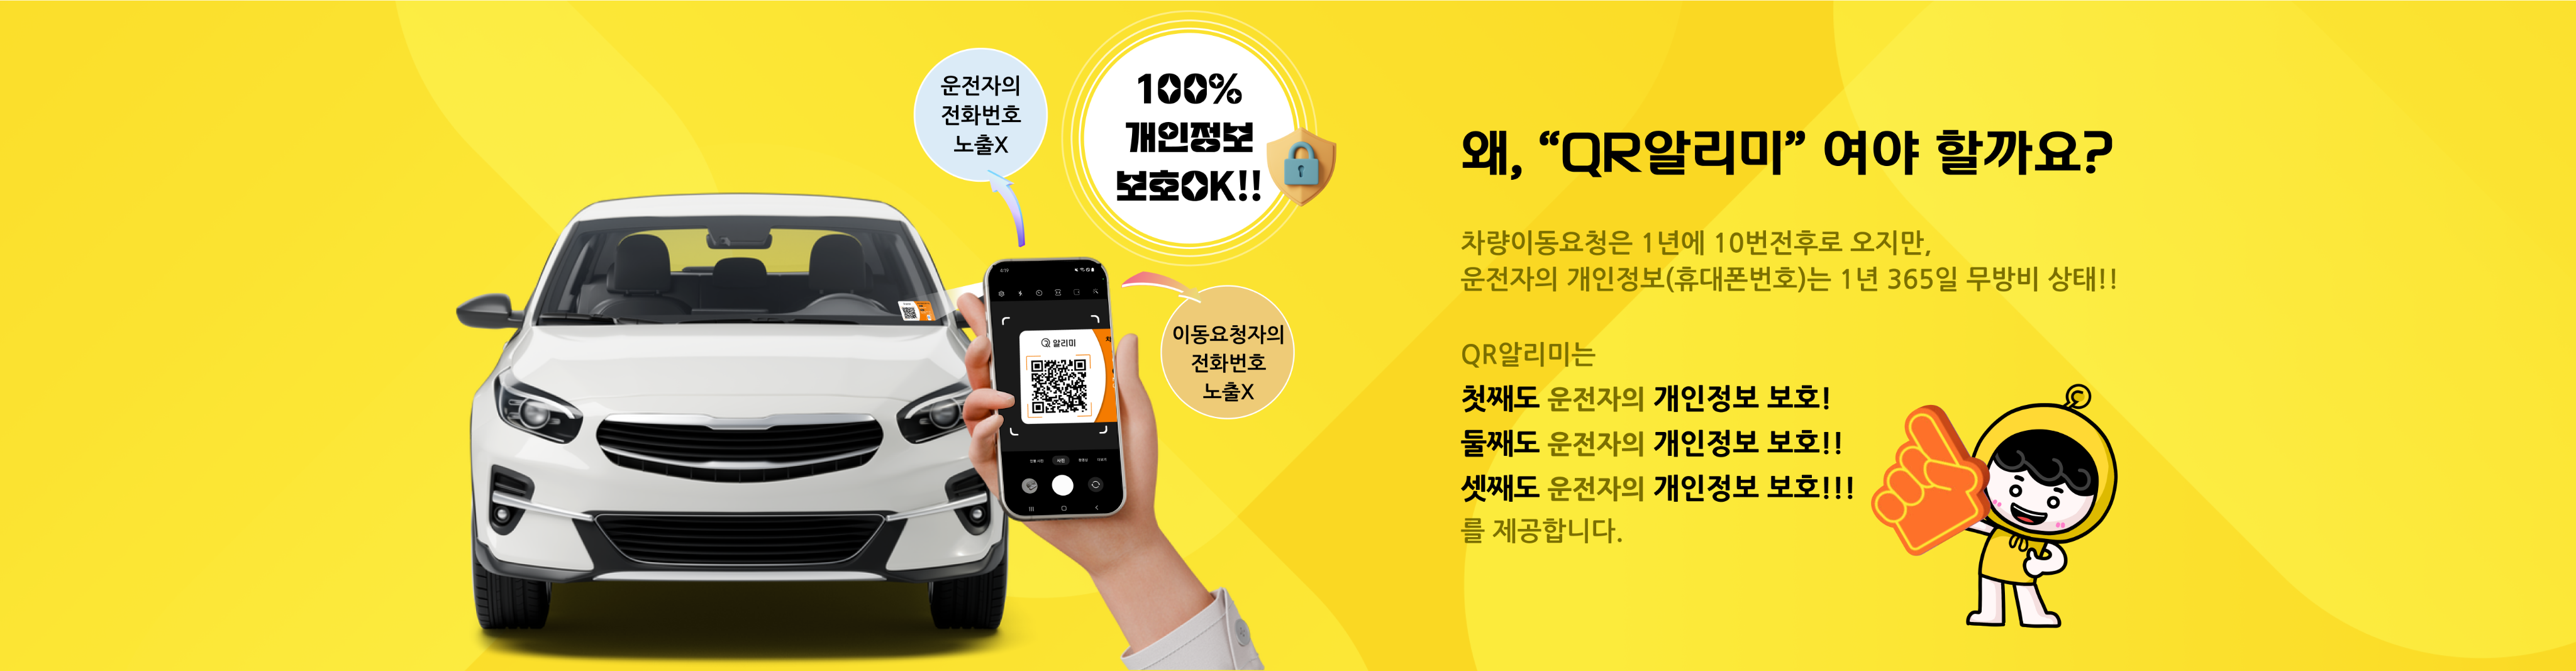 운전자의
전화번호
노출X
100%
개인정보
보호OK!!
이동요청자의
전화번호
노출X
알리미
왜, “QR알리미” 여야 할까요?
차량이동요청은 1년에 10번전후로 오지만,
운전자의 개인정보(휴대폰번호)는 1년 365일 무방비 상태!!
QR알리미는
첫째도 운전자의 개인정보 보호!
둘째도 운전자의 개인정보 보호!!
셋째도 운전자의 개인정보 보호!!!
를 제공합니다.